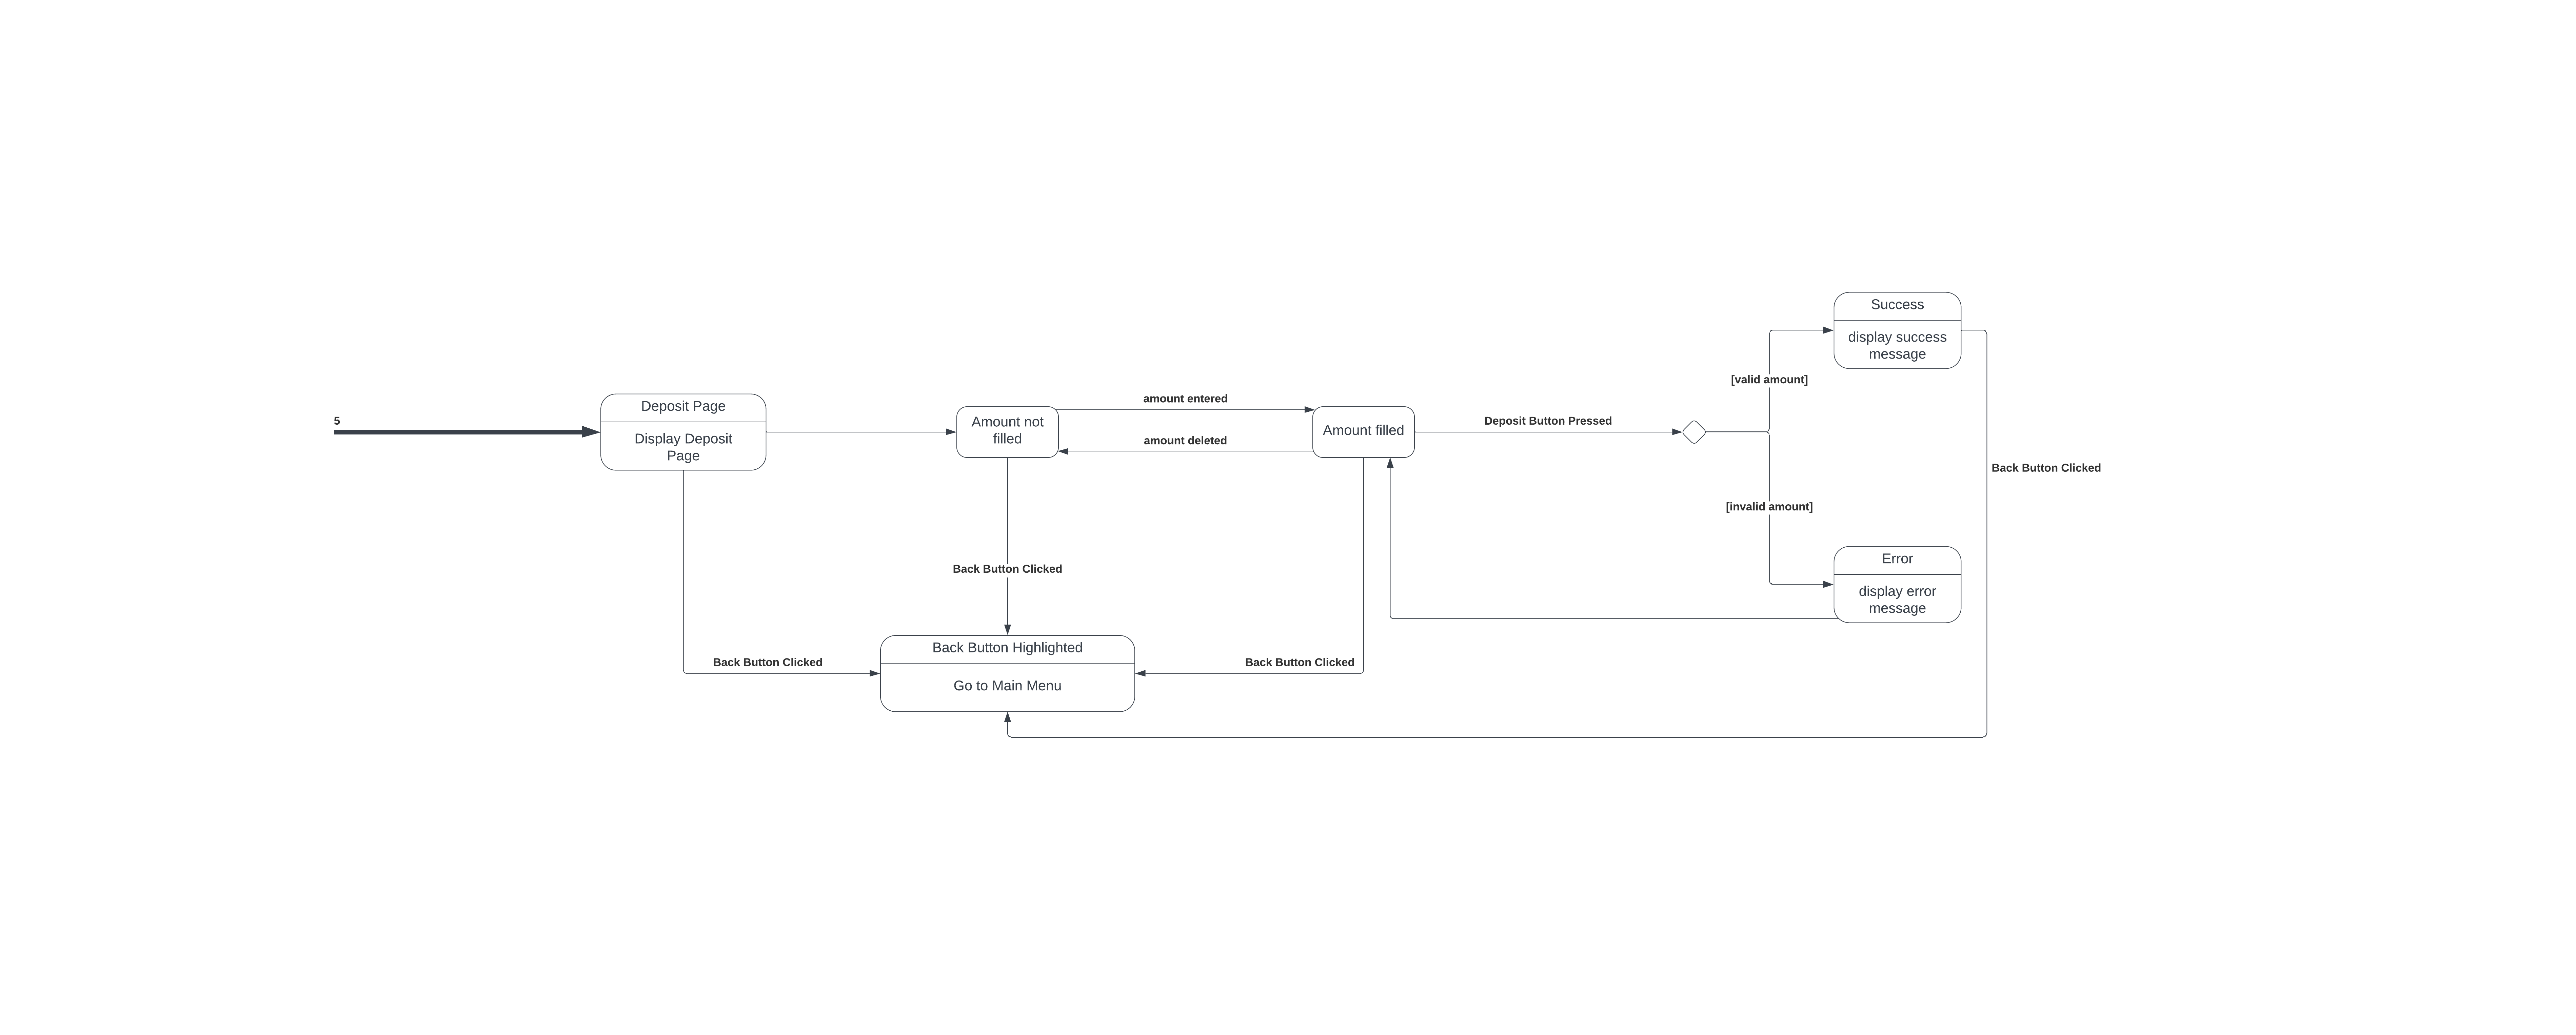 5
Deposit Page
Display Deposit
Page
Amount not
filled
amount entered
amount deleted
Amount filled
Deposit Button Pressed
[valid amount]
[invalid amount]
Success
display success
message
Error
display error
message
Back Button Clicked
Back Button Clicked
Back Button Clicked
Back Button Highlighted
Go to Main Menu
Back Button Clicked